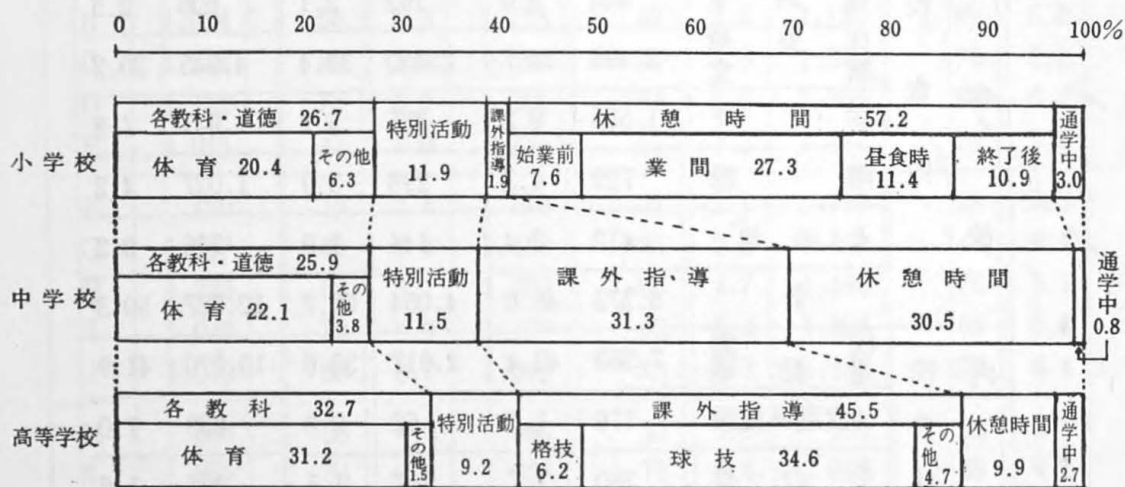 0 10 20 30 40 50 60 70 80 90 100%
小学校
各教科・道徳 26.7
体育 20.4
その他 6.3
特別活動 11.9
課外指導 1.9
休憩時間 57.2
始業前 7.6
業間 27.3
昼食時 11.4
終了後 10.9
通学中 3.0
中学校
各教科・道徳 25.9
体育 22.1
その他 3.8
特別活動 11.5
課外指導 31.3
休憩時間 30.5
通学中 0.8
高等学校
各教科 32.7
体育 31.2
その他 1.5
特別活動 9.2
課外指導 45.5
格技 6.2
球技 34.6
その他 4.7
休憩時間 9.9
通学中 2.7